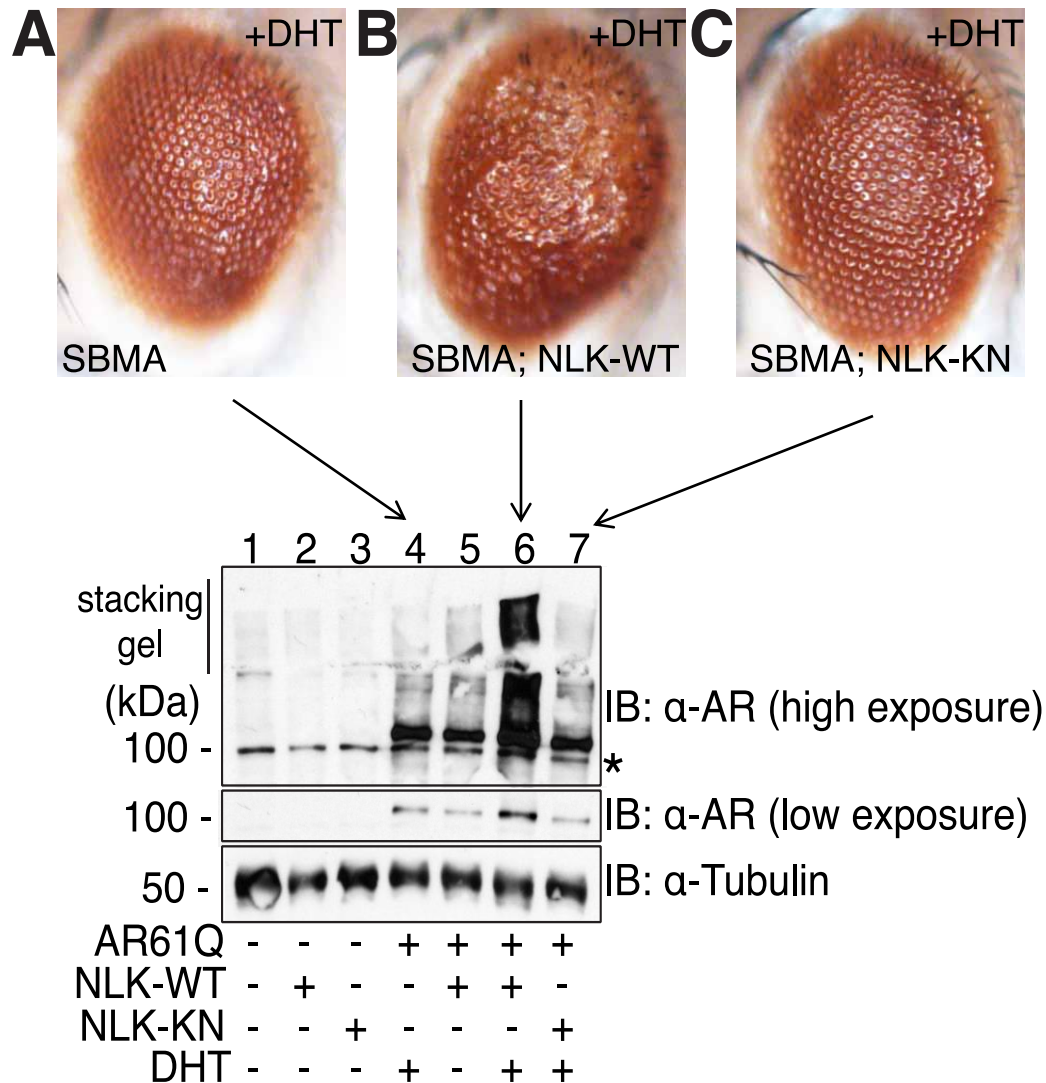 A +DHT B +DHT C +DHT
SBMA SBMA; NLK-WT SBMA; NLK-KN
1 2 3 4 5 6 7
stacking
gel
(kDa)
IB: α-AR (high exposure)
100 -
*
100 - IB: α-AR (low exposure)
50 - IB: α-Tubulin
AR61Q - - - + + + +
NLK-WT - + - - + + -
NLK-KN - - + - - - +
DHT - - - + - + +